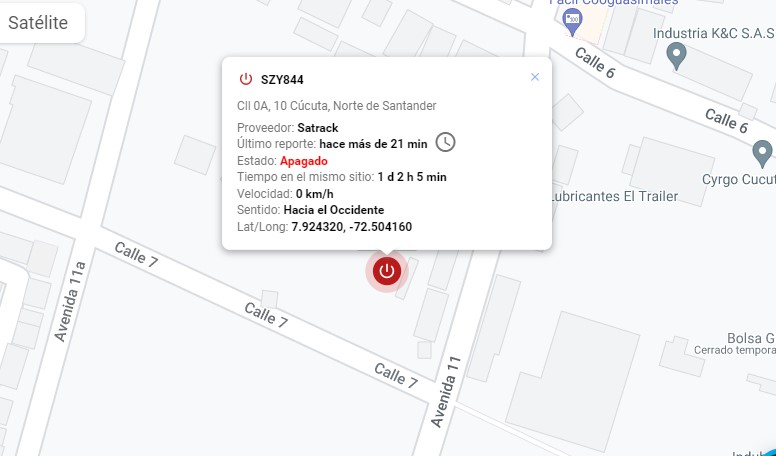 Satélite
Fácil Cooguasimales
Industria K&C S.A.S
Calle 6
Calle 6
SZY844
×
Cll 0A, 10 Cúcuta, Norte de Santander
Proveedor: Satrack
Último reporte: hace más de 21 min
Estado: Apagado
Tiempo en el mismo sitio: 1 d 2 h 5 min
Velocidad: 0 km/h
Sentido: Hacia el Occidente
Lat/Long: 7.924320, -72.504160
Cyrgo Cucut
Lubricantes El Trailer
Calle 7
Avenida 11a
Calle 7
Calle 7
Avenida 11
Bolsa G
Cerrado tempora